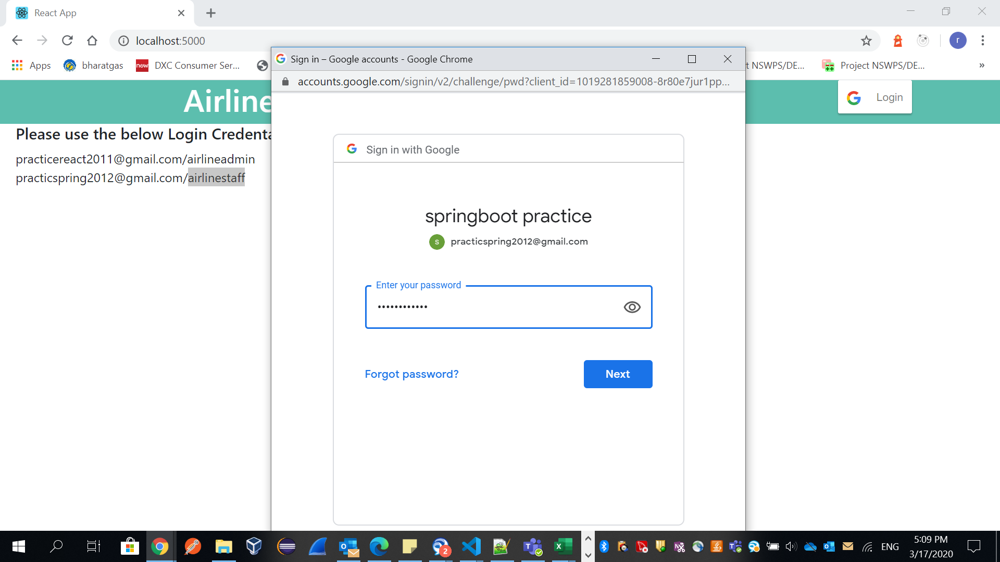 React App
localhost:5000
Apps
bharatgas
now
DXC Consumer Ser...
t NSWPS/DE...
Project NSWPS/DE...
»
r
Airline
Login
Please use the below Login Credenta
practicereact2011@gmail.com/airlineadmin
practicspring2012@gmail.com/airlinestaff
Sign in – Google accounts - Google Chrome
accounts.google.com/signin/v2/challenge/pwd?client_id=1019281859008-8r80e7jur1pp...
Sign in with Google
springboot practice
s
practicspring2012@gmail.com
Enter your password
••••••••••••
Forgot password?
Next
2
ENG
5:09 PM
3/17/2020